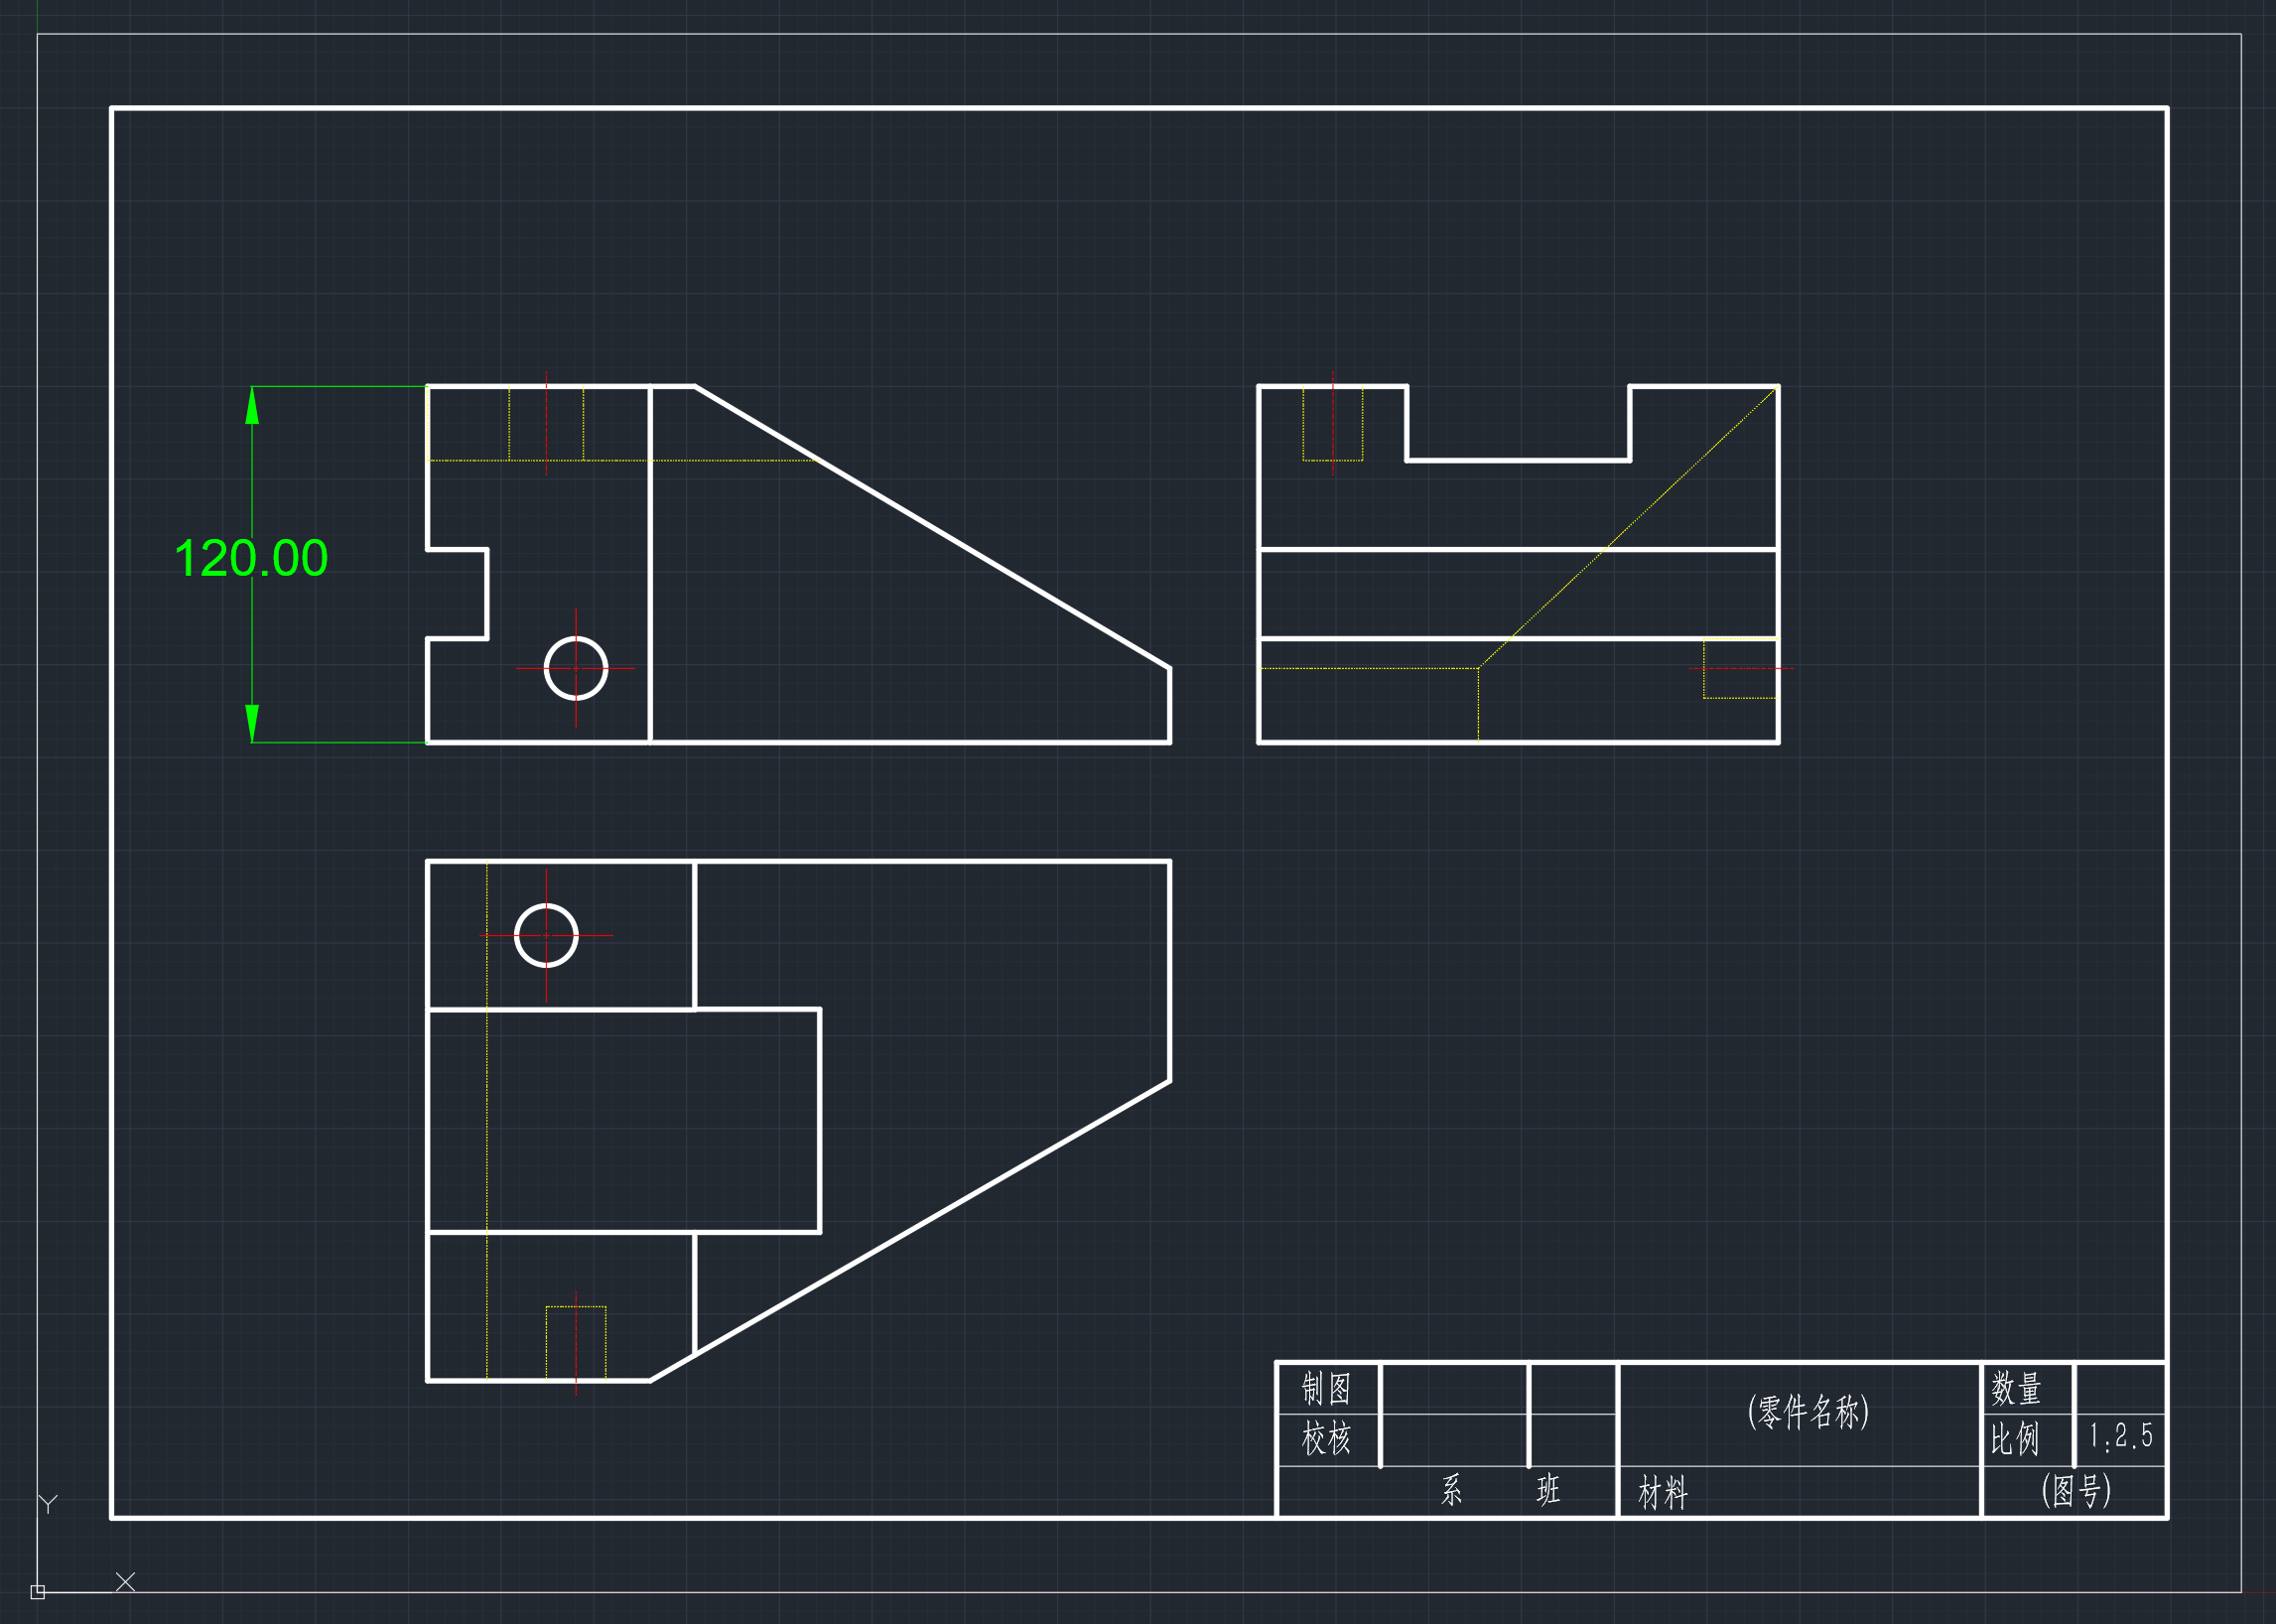 120.00
制图
(零件名称)
数量
校核
比例
1:2.5
系 班
材料
(图号)
Y
X